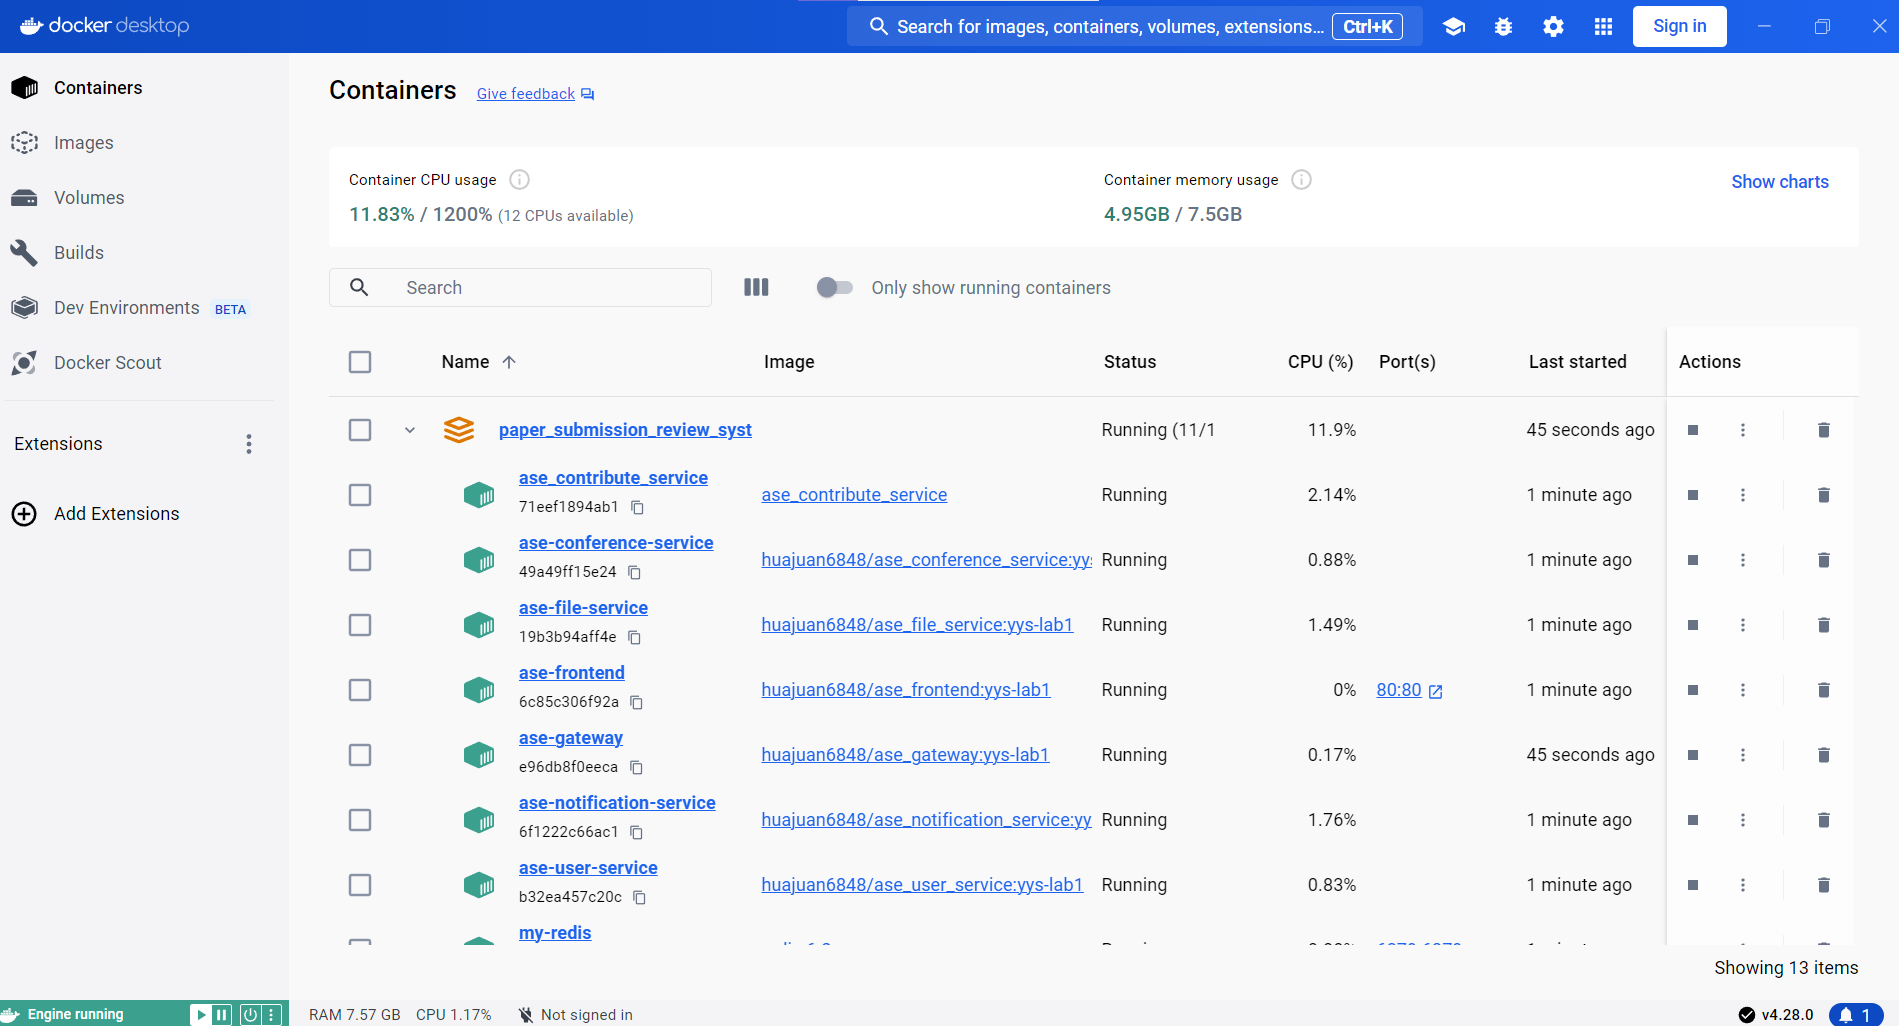 docker desktop
Search for images, containers, volumes, extensions... Ctrl+K
Sign in
Containers
Images
Volumes
Builds
Dev Environments BETA
Docker Scout
Extensions
Add Extensions
Containers Give feedback
Container CPU usage
11.83% / 1200% (12 CPUs available)
Container memory usage
4.95GB / 7.5GB
Show charts
Search
Only show running containers
Name Image Status CPU (%) Port(s) Last started Actions
paper_submission_review_syst Running (11/1 11.9% 45 seconds ago
ase_contribute_service
71eef1894ab1
ase_contribute_service Running 2.14% 1 minute ago
ase-conference-service
49a49ff15e24
huajuan6848/ase_conference_service:yys Running 0.88% 1 minute ago
ase-file-service
19b3b94aff4e
huajuan6848/ase_file_service:yys-lab1 Running 1.49% 1 minute ago
ase-frontend
6c85c306f92a
huajuan6848/ase_frontend:yys-lab1 Running 0% 80:80 1 minute ago
ase-gateway
e96db8f0eeca
huajuan6848/ase_gateway:yys-lab1 Running 0.17% 45 seconds ago
ase-notification-service
6f1222c66ac1
huajuan6848/ase_notification_service:yy Running 1.76% 1 minute ago
ase-user-service
b32ea457c20c
huajuan6848/ase_user_service:yys-lab1 Running 0.83% 1 minute ago
my-redis
Showing 13 items
Engine running
RAM 7.57 GB CPU 1.17% Not signed in
v4.28.0
1